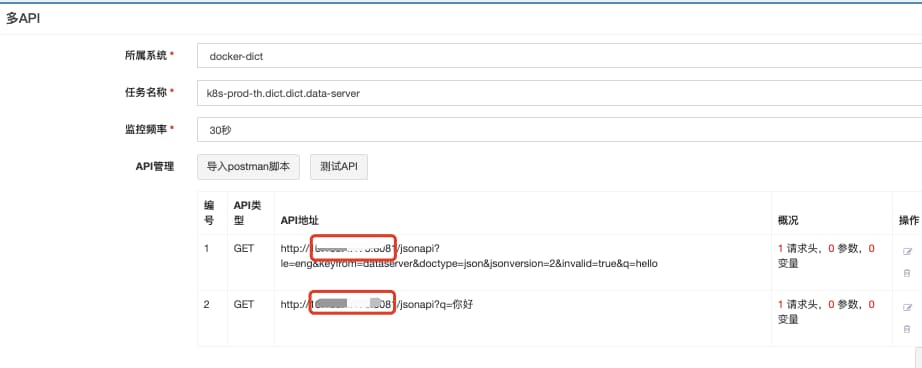 多API
所属系统 * docker-dict
任务名称 * k8s-prod-th.dict.dict.data-server
监控频率 * 30秒
API管理 导入postman脚本 测试API
编号 API类型 API地址 概况 操作
1 GET http:// /jsonapi? 1 请求头，0 参数，0
le=eng&keyfrom=dataserver&doctype=json&jsonversion=2&invalid=true&q=hello 变量
2 GET http:// /jsonapi?q=你好 1 请求头，0 参数，0
变量